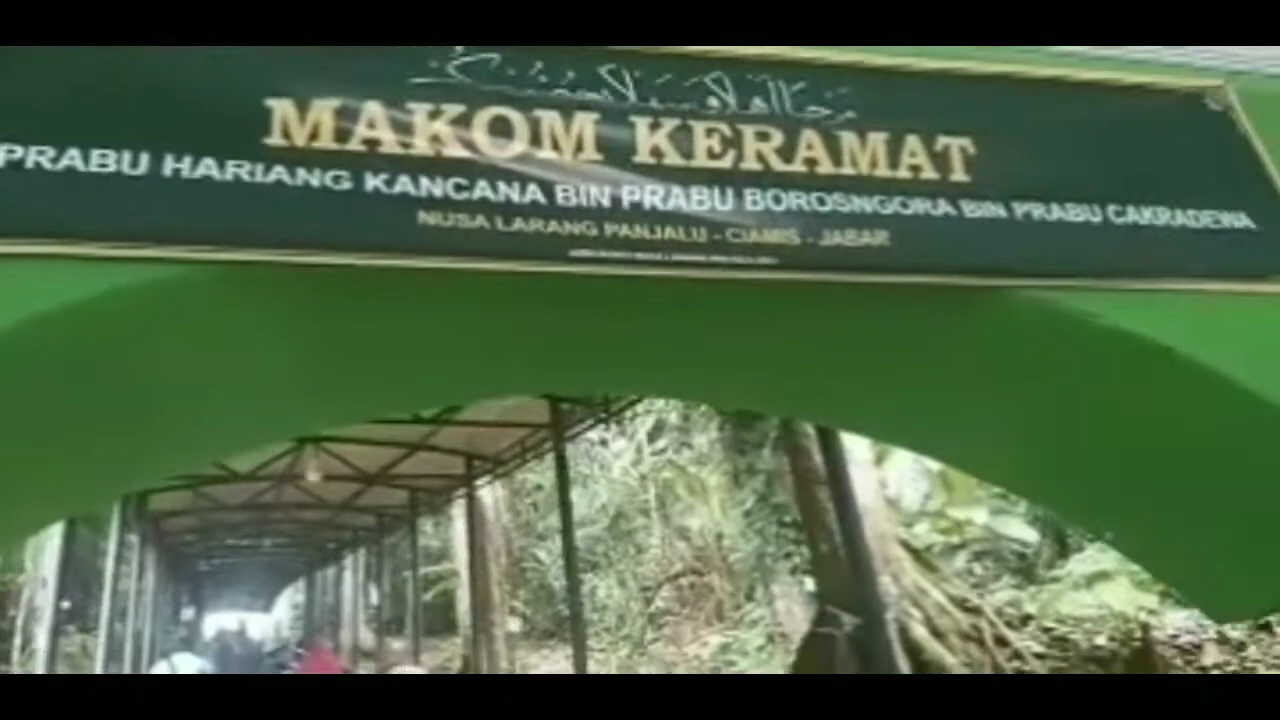 MAKOM KERAMAT
PRABU HARIANG KANCANA BIN PRABU BOROSNGORA BIN PRABU CAKRADEWA
NUSA LARANG PANJALU - CIAMIS - JABAR